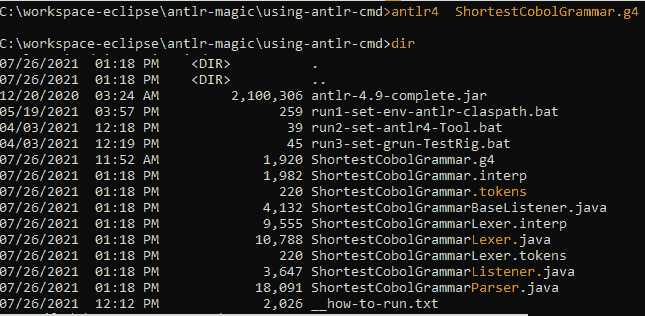 C:\workspace-eclipse\antlr-magic\using-antlr-cmd>antlr4  ShortestCobolGrammar.g4
C:\workspace-eclipse\antlr-magic\using-antlr-cmd>dir
07/26/2021  01:18 PM    <DIR>          .
07/26/2021  01:18 PM    <DIR>          ..
12/20/2020  03:24 AM         2,100,306 antlr-4.9-complete.jar
05/19/2021  03:57 PM               259 run1-set-env-antlr-claspath.bat
04/03/2021  12:18 PM                39 run2-set-antlr4-Tool.bat
04/03/2021  12:19 PM                45 run3-set-grun-TestRig.bat
07/26/2021  11:52 AM             1,920 ShortestCobolGrammar.g4
07/26/2021  01:18 PM             1,982 ShortestCobolGrammar.interp
07/26/2021  01:18 PM               220 ShortestCobolGrammar.tokens
07/26/2021  01:18 PM             4,132 ShortestCobolGrammarBaseListener.java
07/26/2021  01:18 PM             9,555 ShortestCobolGrammarLexer.interp
07/26/2021  01:18 PM            10,788 ShortestCobolGrammarLexer.java
07/26/2021  01:18 PM               220 ShortestCobolGrammarLexer.tokens
07/26/2021  01:18 PM             3,647 ShortestCobolGrammarListener.java
07/26/2021  01:18 PM            18,091 ShortestCobolGrammarParser.java
07/26/2021  12:12 PM             2,026 __how-to-run.txt